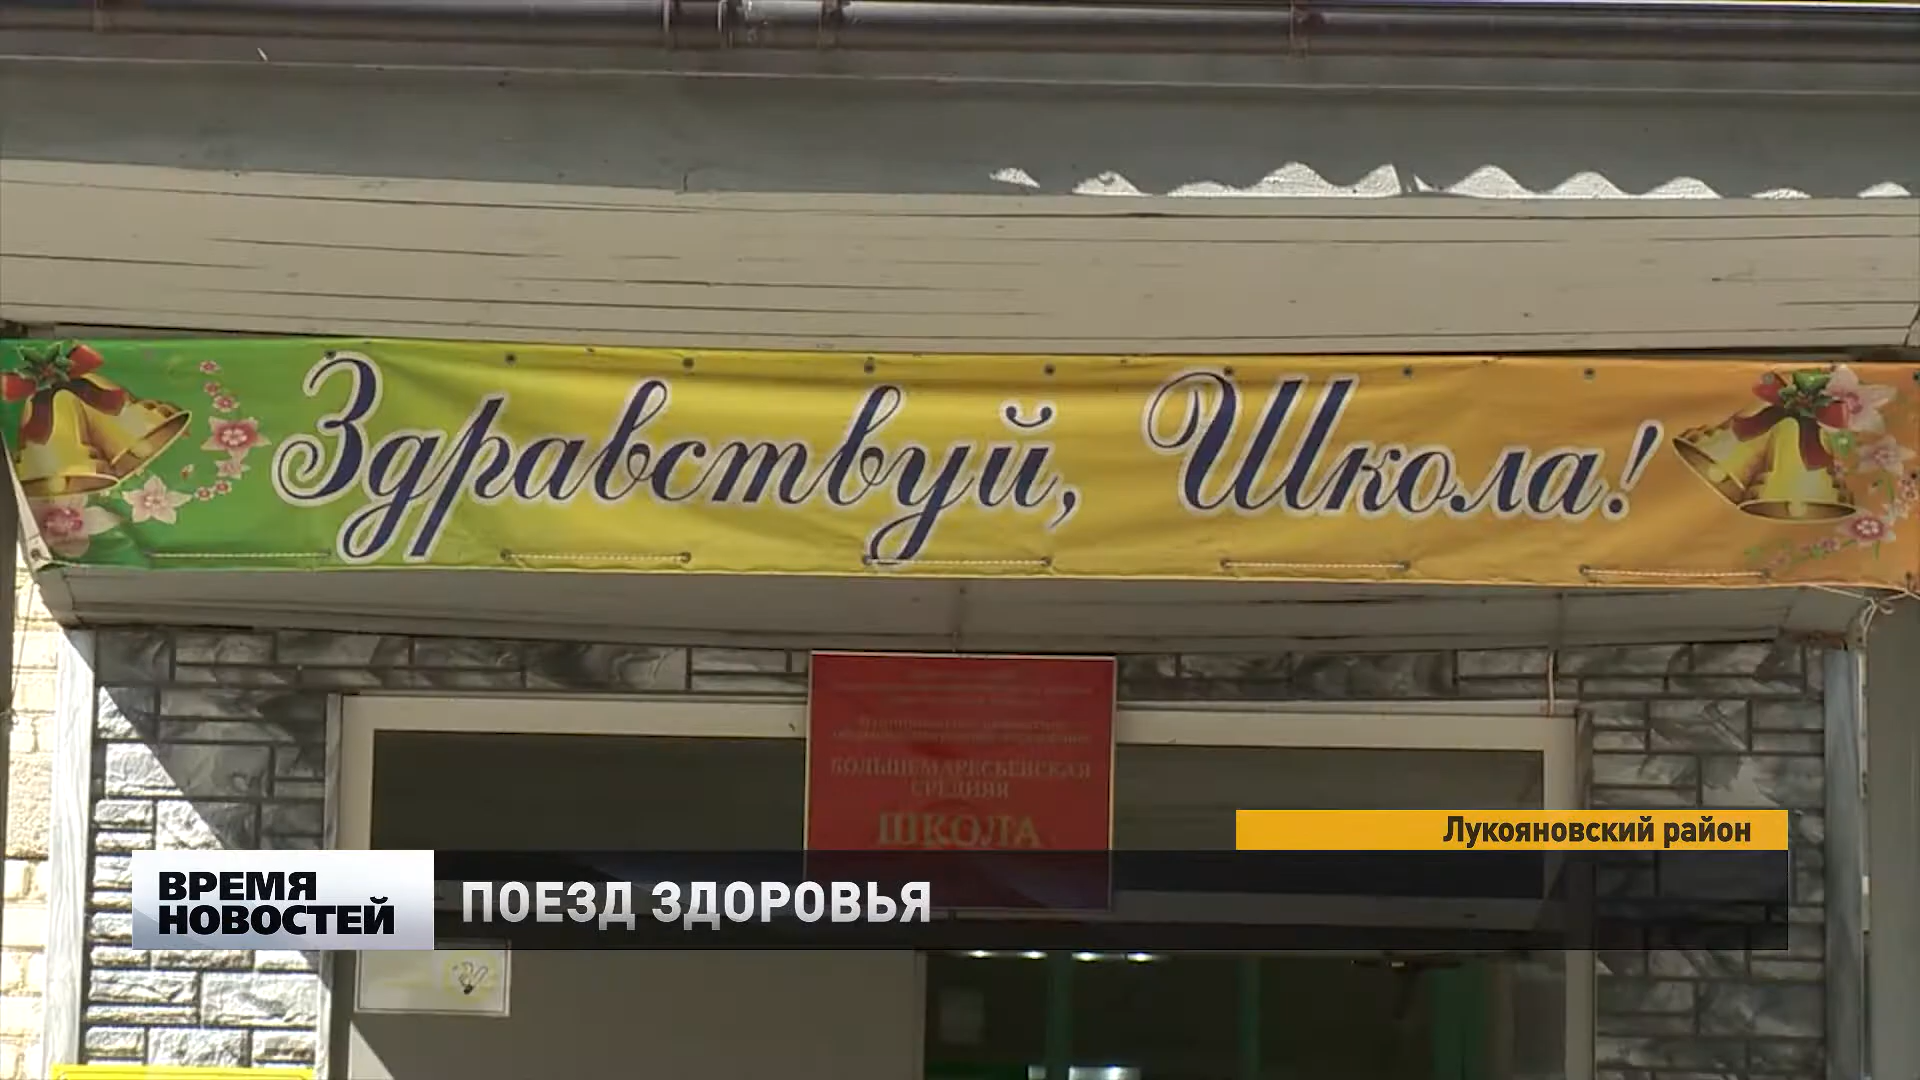 Здравствуй, Школа!
БОЛЬШЕМАРЕСЬЕВСКАЯ
СРЕДНЯЯ
ШКОЛА
Лукояновский район
ВРЕМЯ
НОВОСТЕЙ
ПОЕЗД ЗДОРОВЬЯ